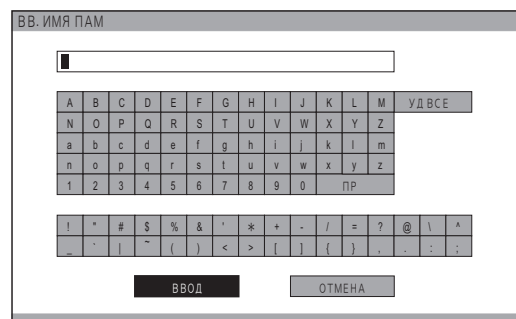 ВВ. ИМЯ ПАМ
A B C D E F G H I J K L M УД ВСЕ
N O P Q R S T U V W X Y Z
a b c d e f g h i j k l m
n o p q r s t u v w x y z
1 2 3 4 5 6 7 8 9 0 ПР
! " # $ % & ' * + - / = ? @ \ ^
_ ` | ~ ( ) < > [ ] { } , . : ;
ВВОД ОТМЕНА